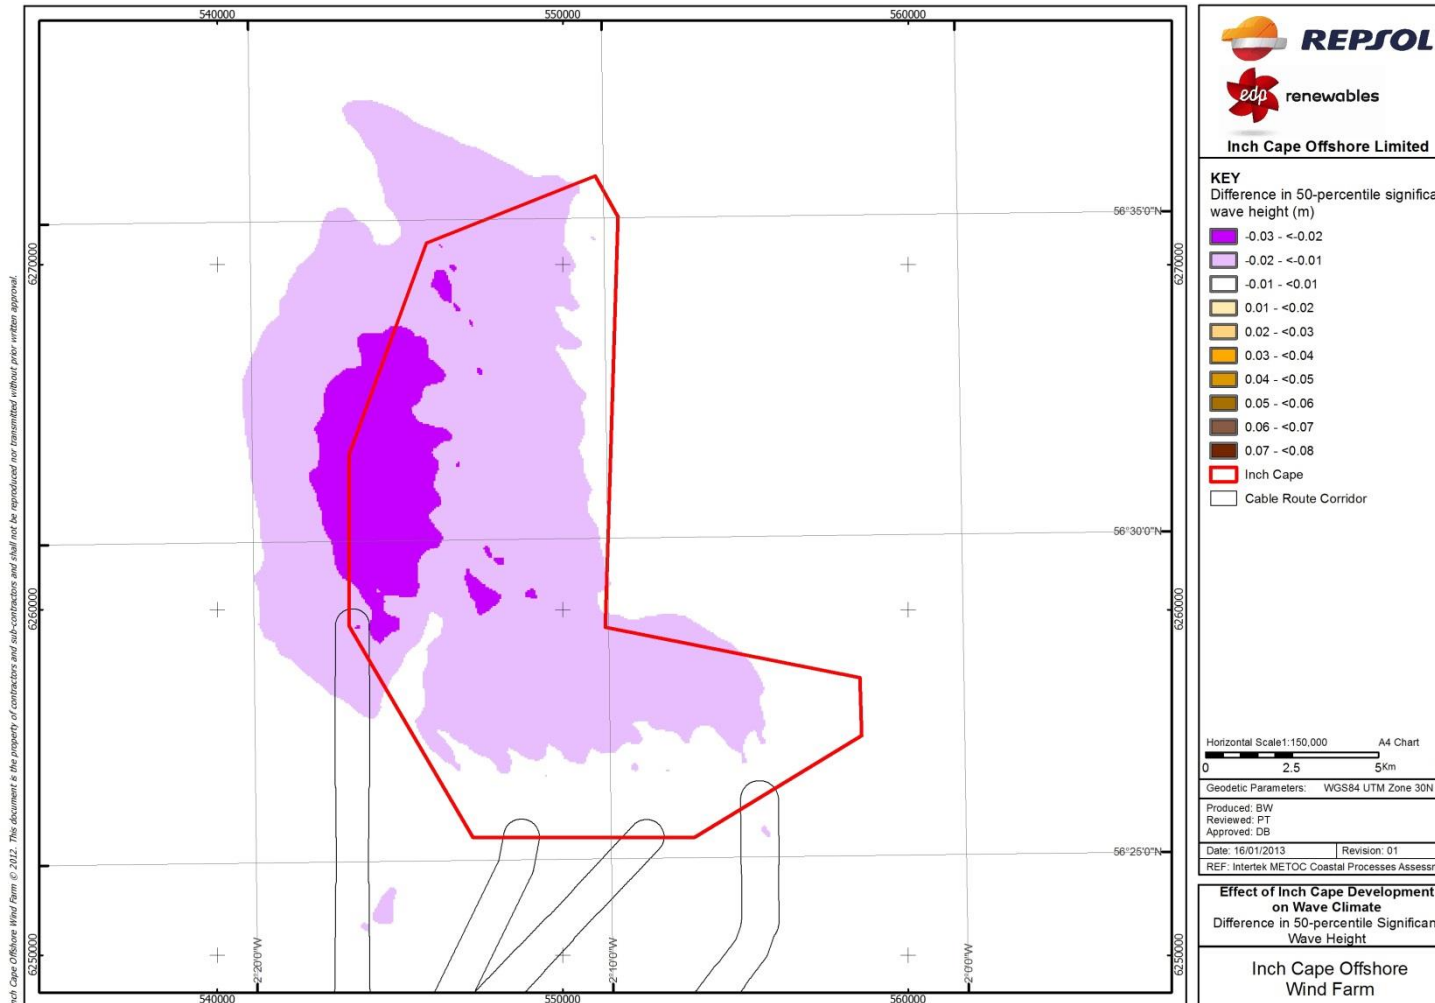 540000
550000
560000
56°35'0"N
6270000
6270000
56°30'0"N
6260000
6260000
56°25'0"N
6250000
6250000
2°20'0"W
2°10'0"W
2°0'0"W
540000
550000
560000
Cape Offshore Wind Farm © 2012. This document is the property of contractors and sub-contractors and shall not be reproduced nor transmitted without prior written approval.
REPSOL
edp renewables
Inch Cape Offshore Limited
KEY
Difference in 50-percentile significa
wave height (m)
-0.03 - <-0.02
-0.02 - <-0.01
-0.01 - <0.01
0.01 - <0.02
0.02 - <0.03
0.03 - <0.04
0.04 - <0.05
0.05 - <0.06
0.06 - <0.07
0.07 - <0.08
Inch Cape
Cable Route Corridor
Horizontal Scale1:150,000 A4 Chart
0 2.5 5Km
Geodetic Parameters: WGS84 UTM Zone 30N
Produced: BW
Reviewed: PT
Approved: DB
Date: 16/01/2013 Revision: 01
REF: Intertek METOC Coastal Processes Assessm
Effect of Inch Cape Development
on Wave Climate
Difference in 50-percentile Significan
Wave Height
Inch Cape Offshore
Wind Farm